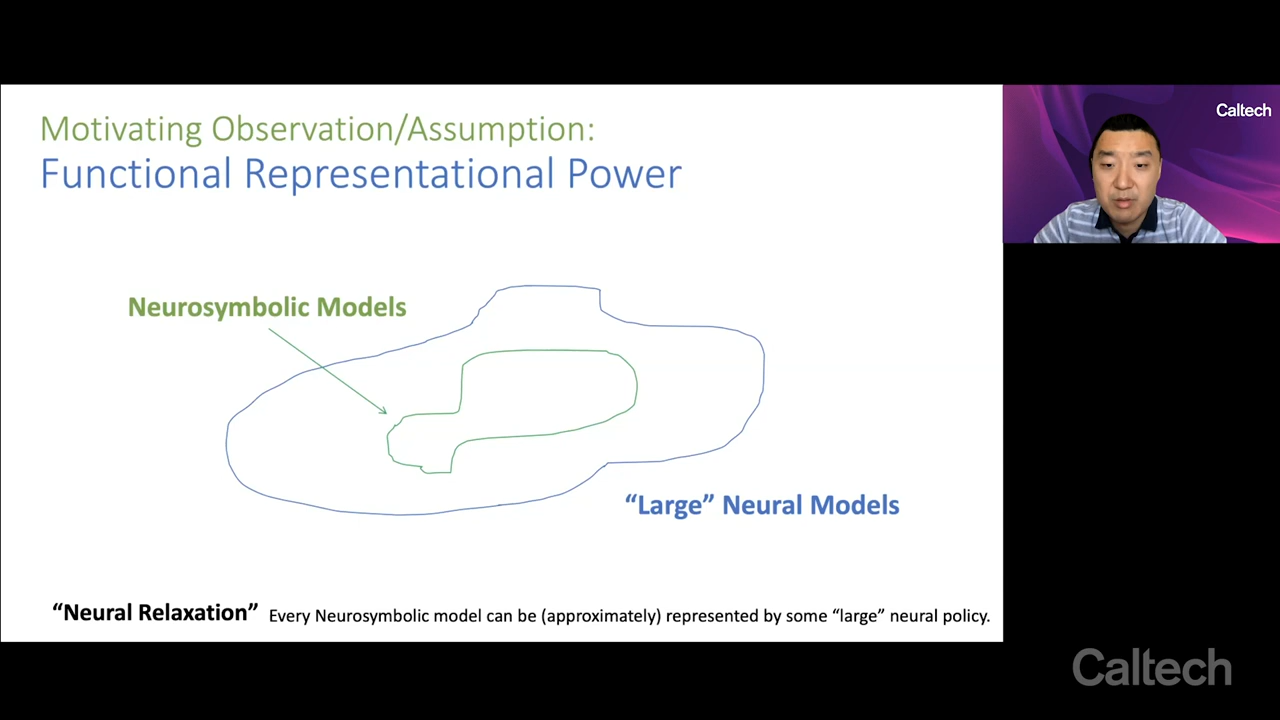 Motivating Observation/Assumption:
Functional Representational Power
Caltech
Neurosymbolic Models
“Large” Neural Models
“Neural Relaxation” Every Neurosymbolic model can be (approximately) represented by some “large” neural policy.
Caltech